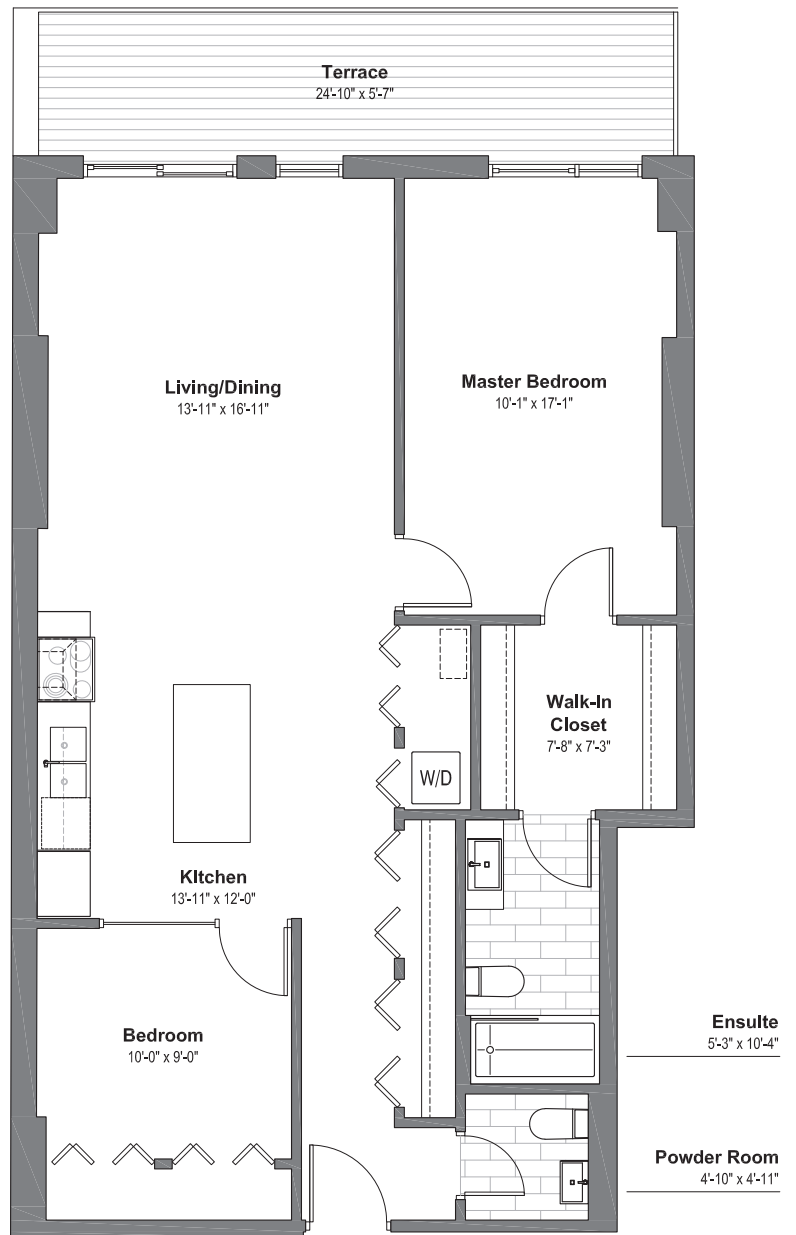 Terrace
24'-10" x 5'-7"
Living/Dining
13'-11" x 16'-11"
Master Bedroom
10'-1" x 17'-1"
Walk-In
Closet
7'-8" x 7'-3"
W/D
KItchen
13'-11" x 12'-0"
Bedroom
10'-0" x 9'-0"
Ensuite
5'-3" x 10'-4"
Powder Room
4'-10" x 4'-11"